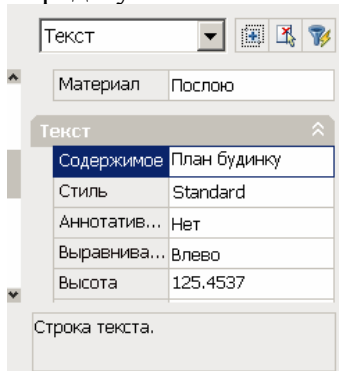 Текст
Материал Послою
Текст
Содержимое План будинку
Стиль Standard
Аннотатив... Нет
Выравнива... Влево
Высота 125.4537
Строка текста.